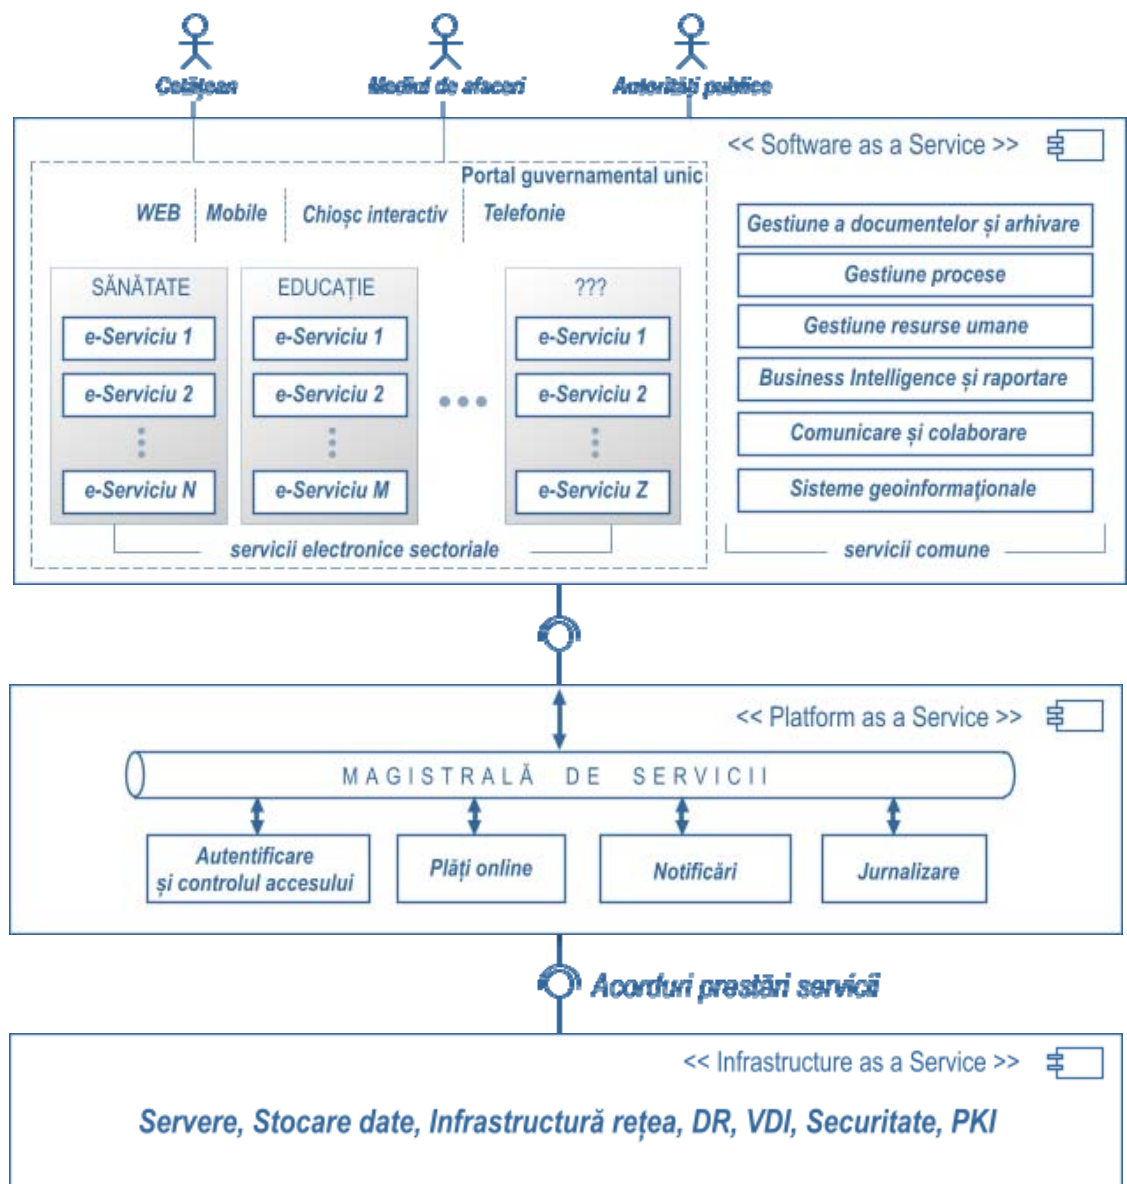 Cetățean
Mediul de afaceri
Autorități publice
<< Software as a Service >>
Portal guvernamental unic
WEB
Mobile
Chioșc interactiv
Telefonie
SĂNĂTATE
e-Serviciu 1
e-Serviciu 2
e-Serviciu N
EDUCAȚIE
e-Serviciu 1
e-Serviciu 2
e-Serviciu M
???
e-Serviciu 1
e-Serviciu 2
e-Serviciu Z
servicii electronice sectoriale
Gestiune a documentelor și arhivare
Gestiune procese
Gestiune resurse umane
Business Intelligence și raportare
Comunicare și colaborare
Sisteme geoinformaționale
servicii comune
<< Platform as a Service >>
MAGISTRALĂ DE SERVICII
Autentificare
și controlul accesului
Plăți online
Notificări
Jurnalizare
Acorduri prestări servicii
<< Infrastructure as a Service >>
Servere, Stocare date, Infrastructură rețea, DR, VDI, Securitate, PKI